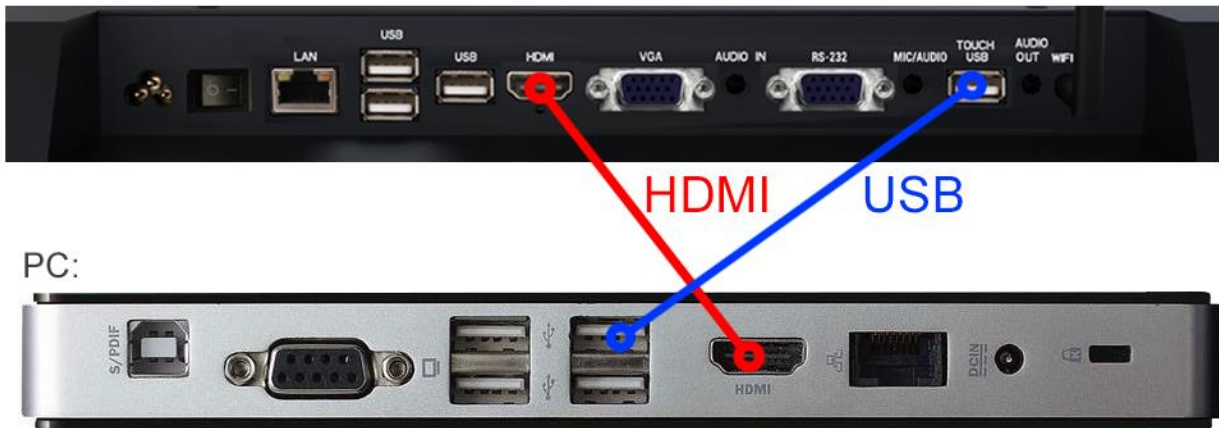 USB
LAN
USB
HDMI
VGA
AUDIO IN
RS-232
MIC/AUDIO
TOUCH
USB
AUDIO
OUT
WIFI
HDMI
USB
PC:
S/PDIF
HDMI
DCIN